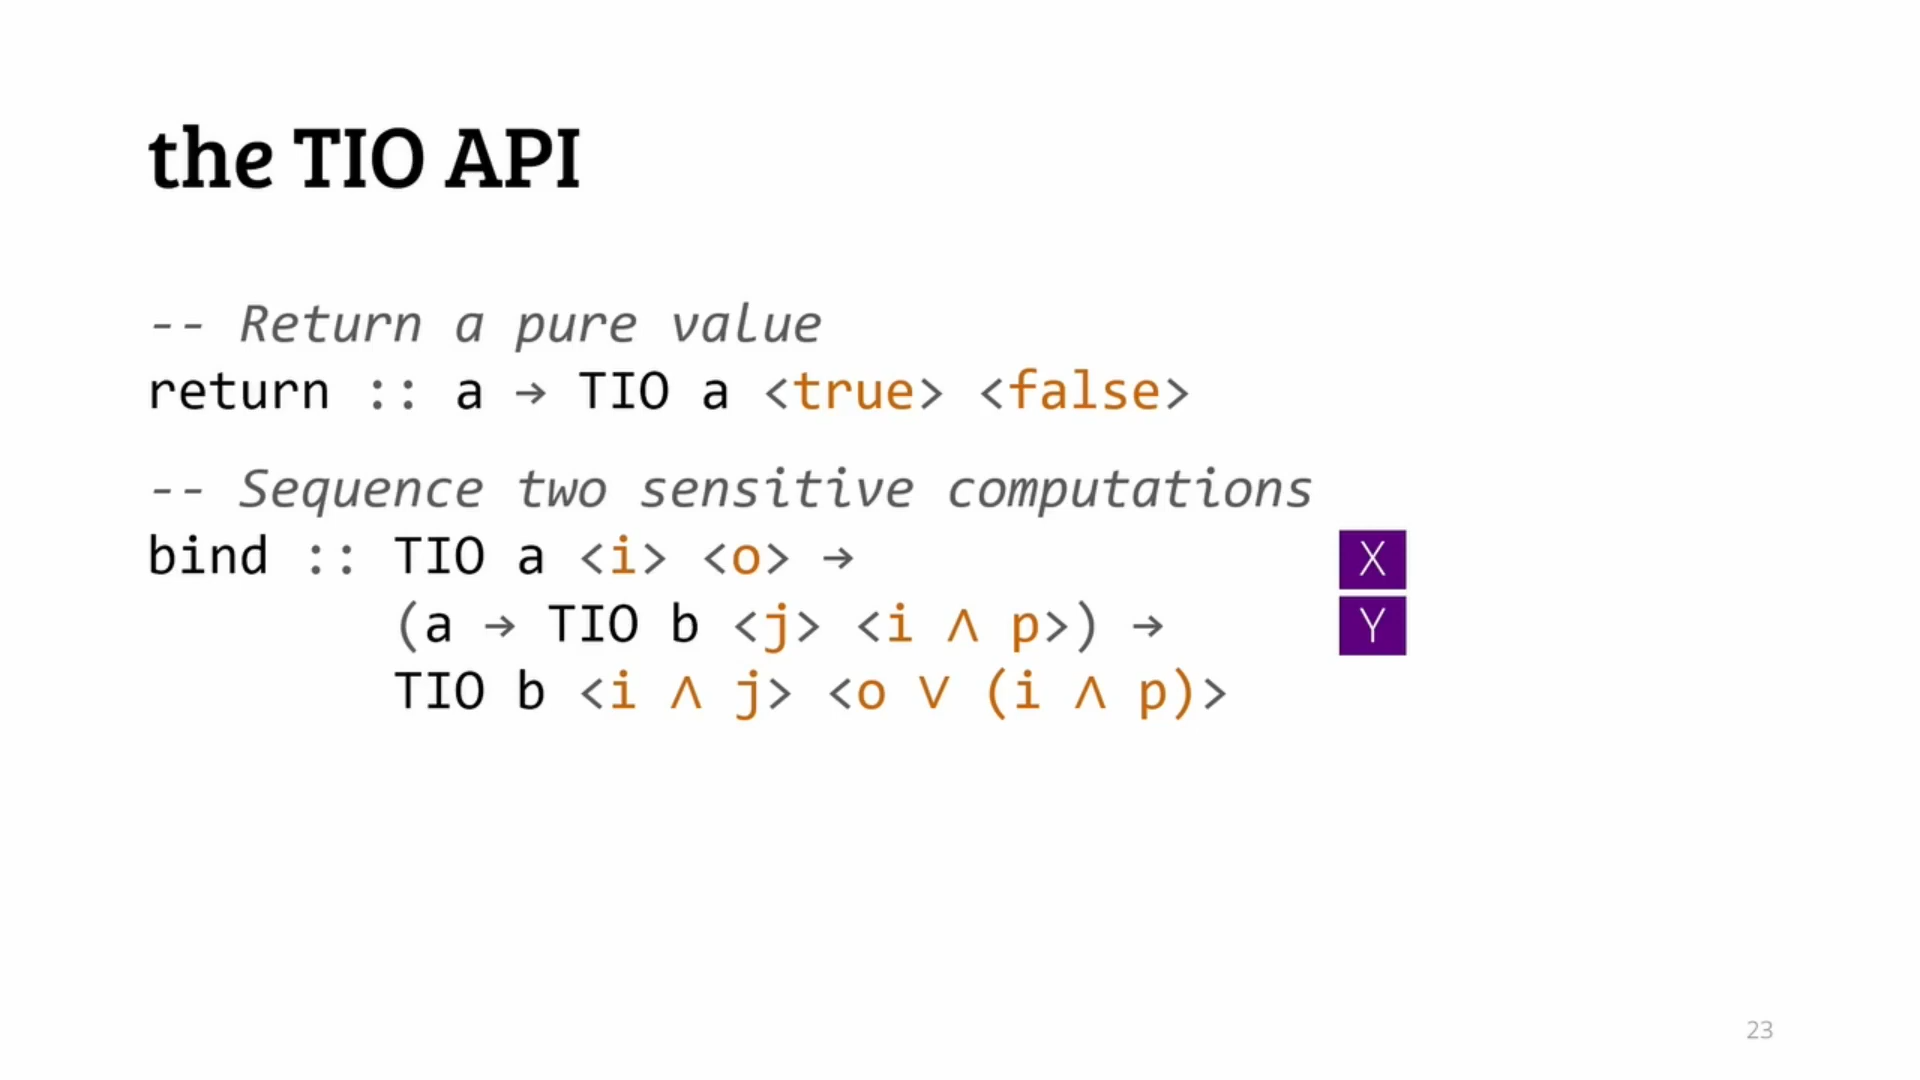 the TIO API
-- Return a pure value
return :: a → TIO a <true> <false>
-- Sequence two sensitive computations
bind :: TIO a <i> <o> → X
(a → TIO b <j> <i ∧ p>) → Y
TIO b <i ∧ j> <o ∨ (i ∧ p)>
23